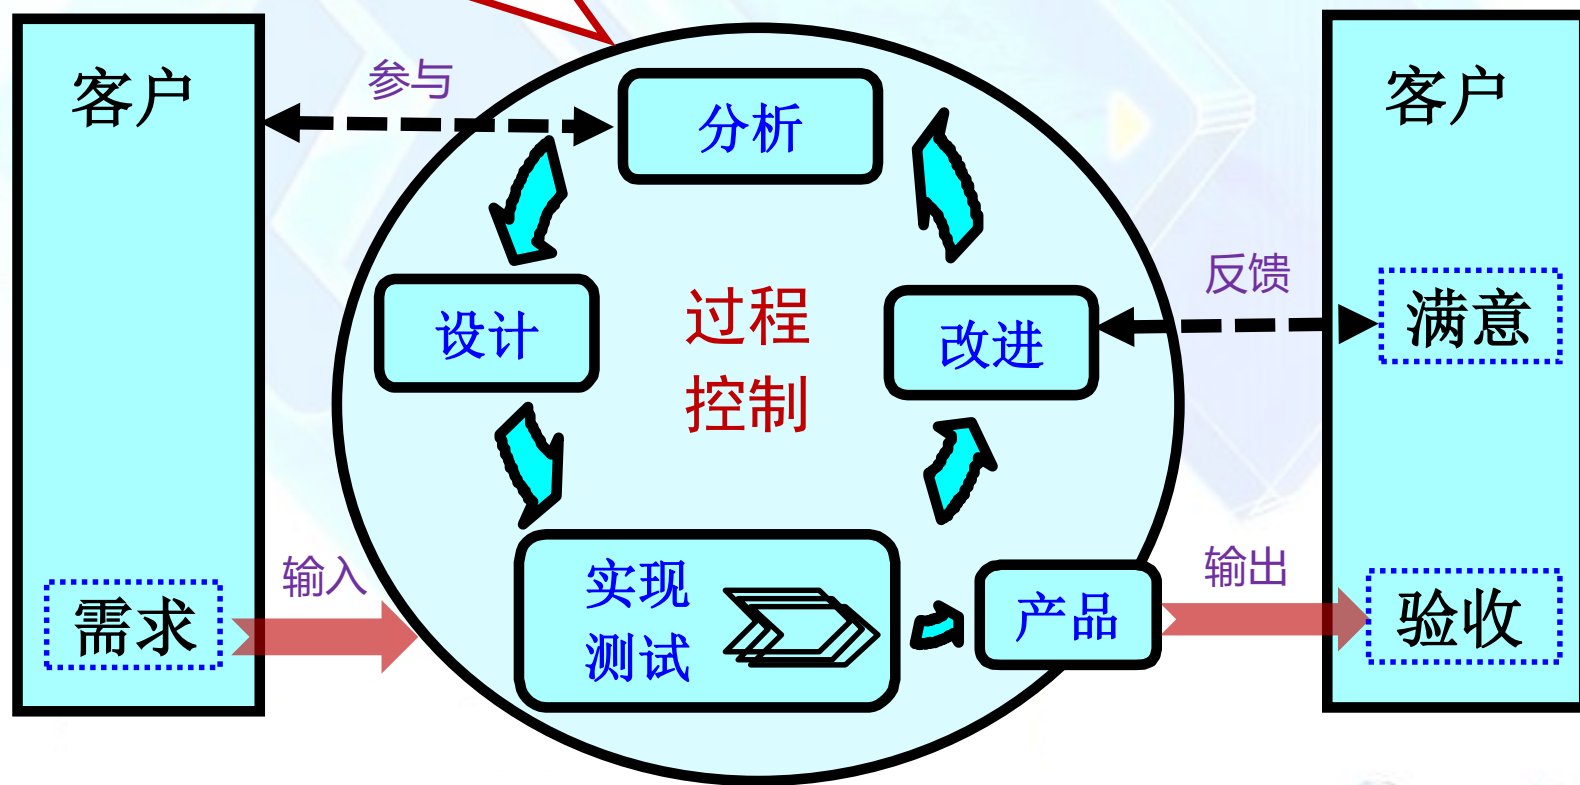 客户
参与
分析
客户
设计
过程
控制
改进
反馈
满意
需求
输入
实现
测试
产品
输出
验收